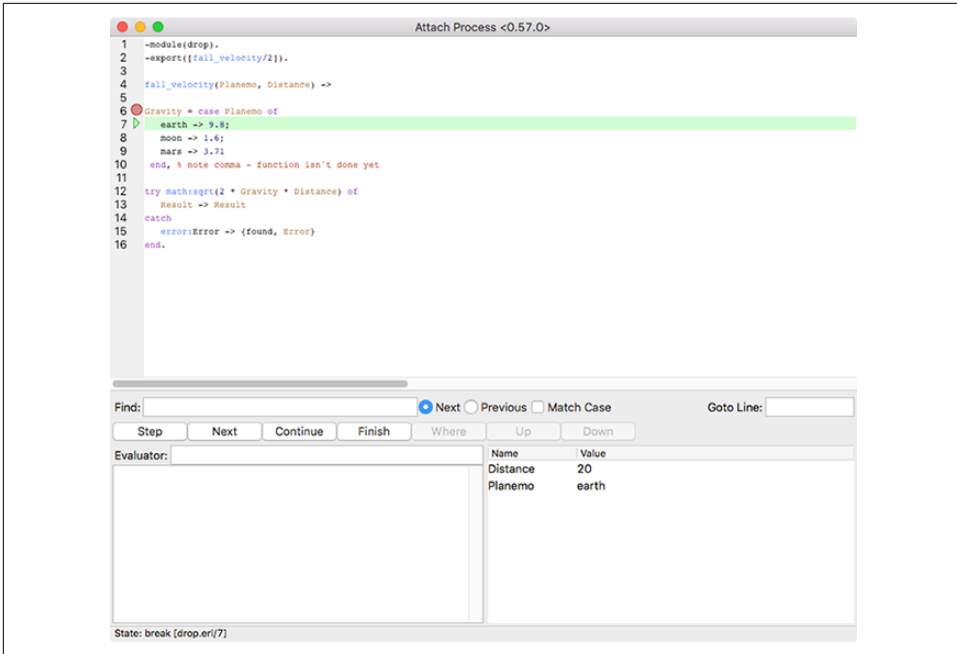 Attach Process <0.57.0>
1 -module(drop).
2 -export([fall_velocity/2]).
3
4 fall_velocity(Planemo, Distance) ->
5
6 Gravity = case Planemo of
7 earth -> 9.8;
8 moon -> 1.6;
9 mars -> 3.71
10 end, % note comma - function isn't done yet
11
12 try math:sqrt(2 * Gravity * Distance) of
13 Result -> Result
14 catch
15 error:Error -> {found, Error}
16 end.
Find: Next Previous Match Case Goto Line:
Step Next Continue Finish Where Up Down
Evaluator:
Name Value
Distance 20
Planemo earth
State: break [drop.erl/7]